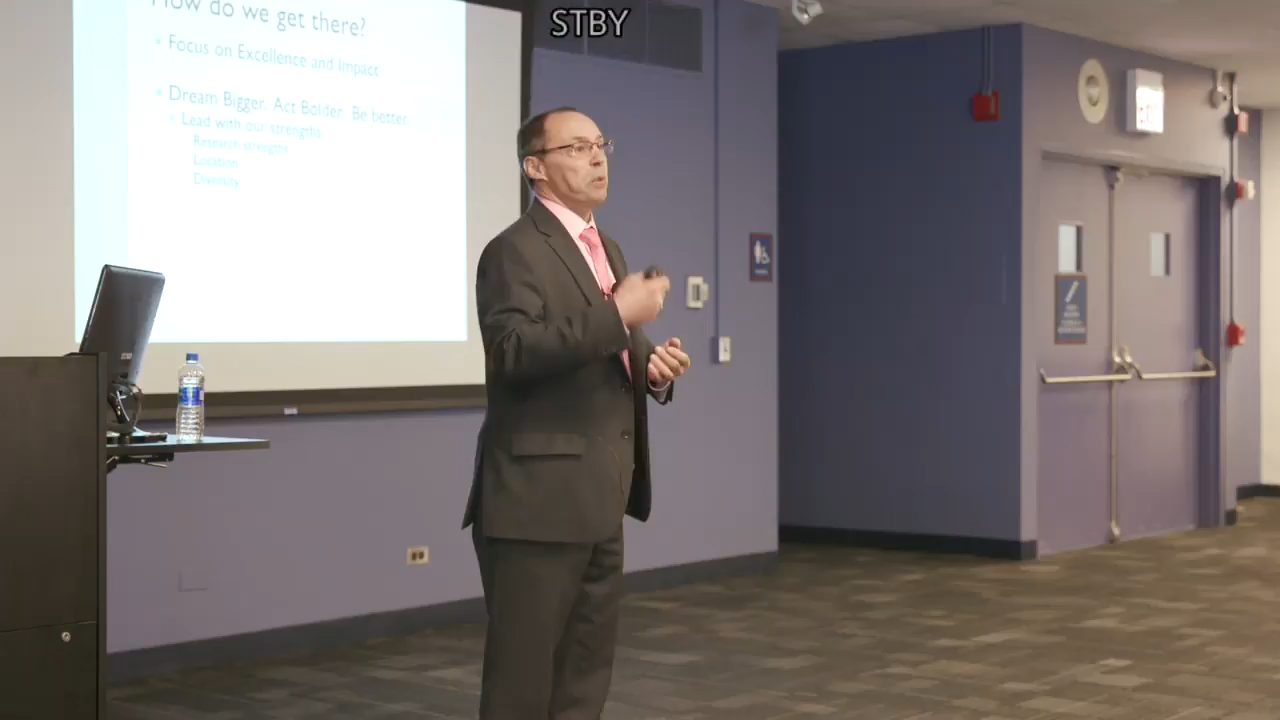 STBY
How do we get there?
• Focus on Excellence and Impact
• Dream Bigger. Act Bolder. Be better
• Lead with our strengths
Research strengths
Location
Diversity
EXIT